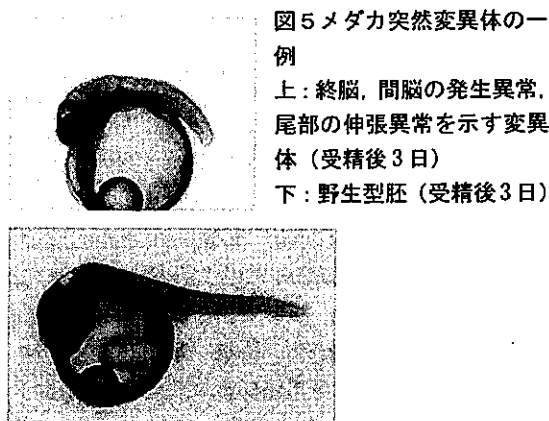 図5メダカ突然変異体の一
例
上：終脳，間脳の発生異常，
尾部の伸張異常を示す変異
体（受精後3日）
下：野生型胚（受精後3日）